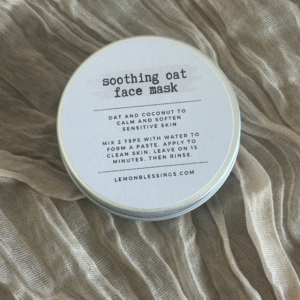 soothing oat
face mask
OAT AND COCONUT TO
CALM AND SOFTEN
SENSITIVE SKIN
MIX 2 TSPS WITH WATER TO
FORM A PASTE. APPLY TO
CLEAN SKIN. LEAVE ON 15
MINUTES. THEN RINSE.
LEMONBLESSINGS.COM